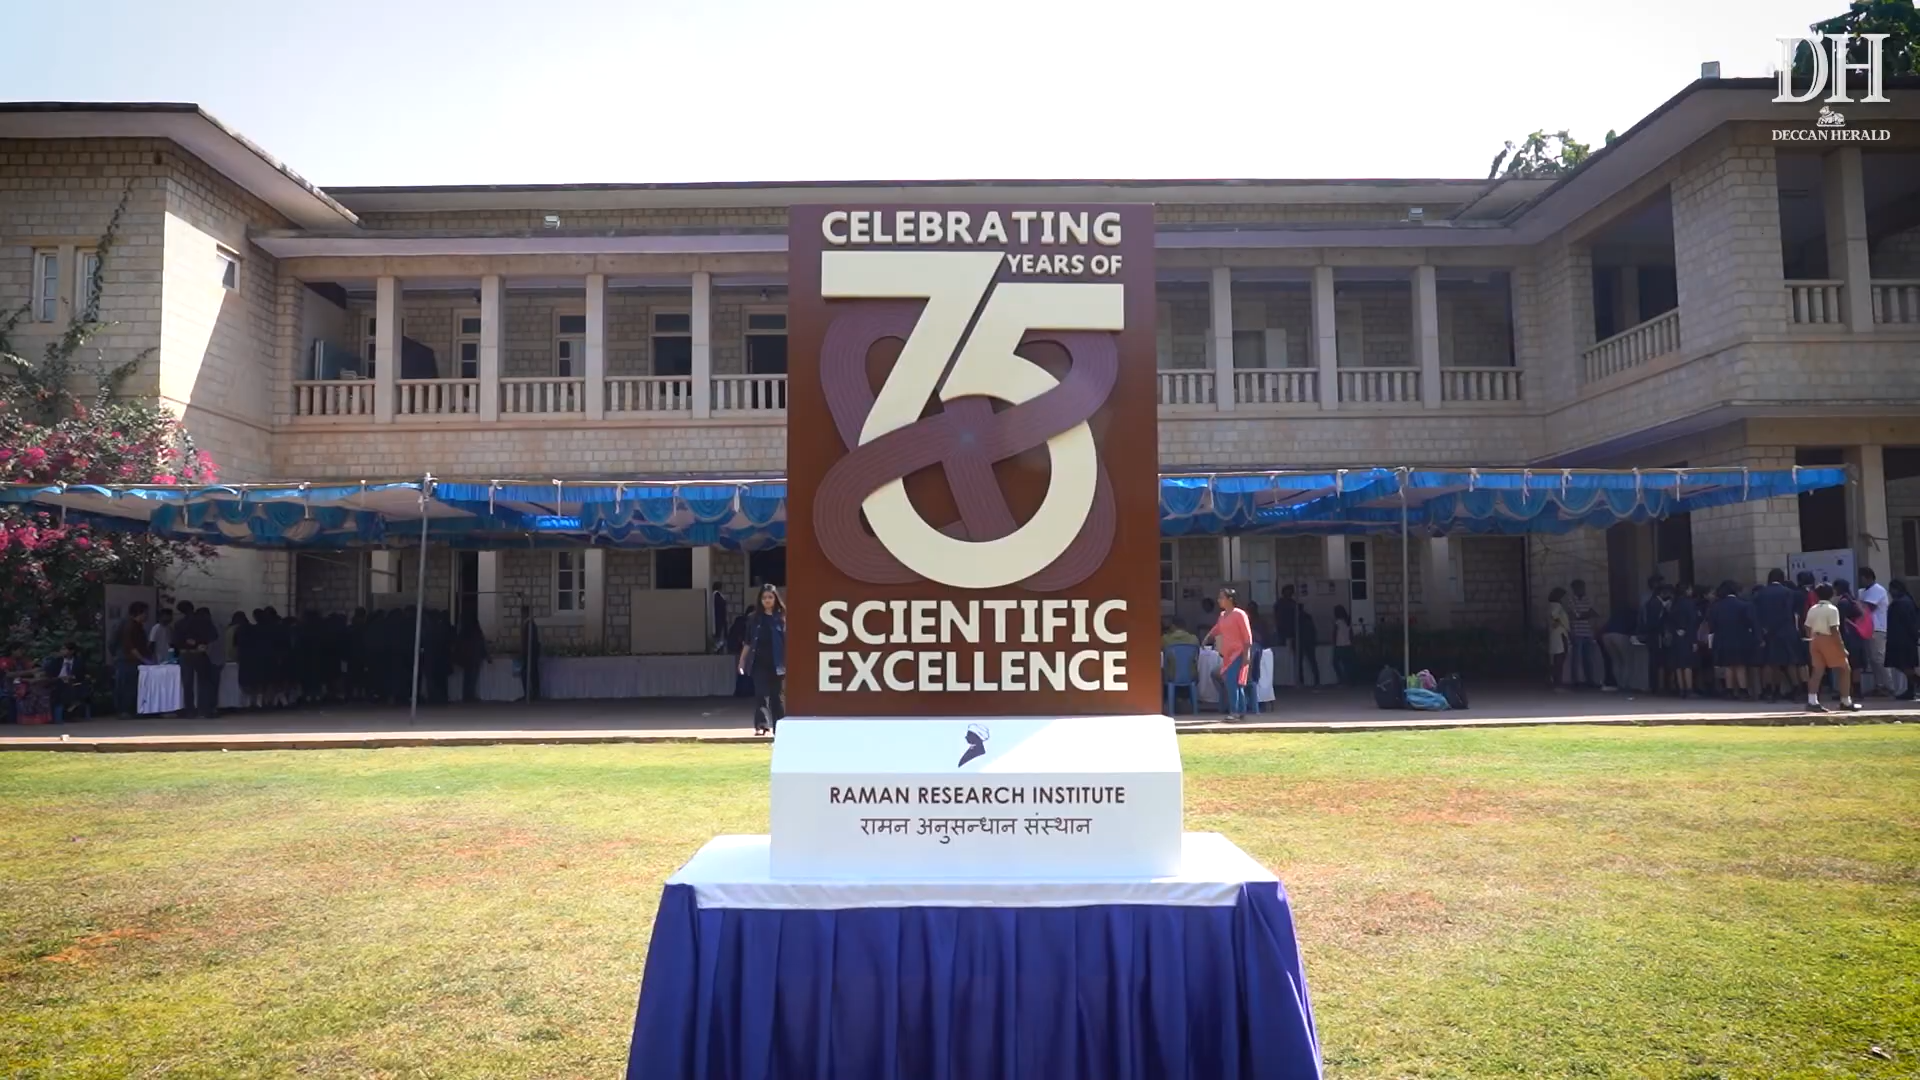 DH
DECCAN HERALD
CELEBRATING
75 YEARS OF
SCIENTIFIC
EXCELLENCE
RAMAN RESEARCH INSTITUTE
रामन अनुसन्धान संस्थान